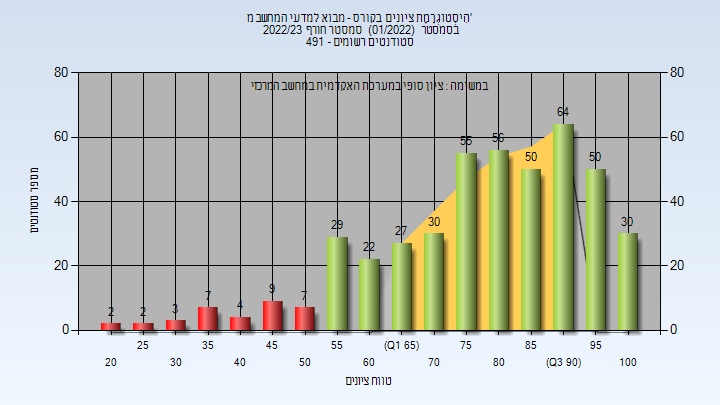 היסטוגרמת ציונים בקורס - מבוא למדעי המחשב מ'
בסמסטר (01/2022) סמסטר חורף 2022/23
סטודנטים רשומים - 491
במשימה : ציון סופי במערכת האקדמית במחשב המרכזי
80 80
60 60
40 40
20 20
0 0
מספר סטודנטים
2 2 3 7 4 9 7 29 22 27 30 55 56 50 64 50 30
25 35 45 55 (Q1 65) 75 85 95
20 30 40 50 60 70 80 (Q3 90) 100
טווח ציונים